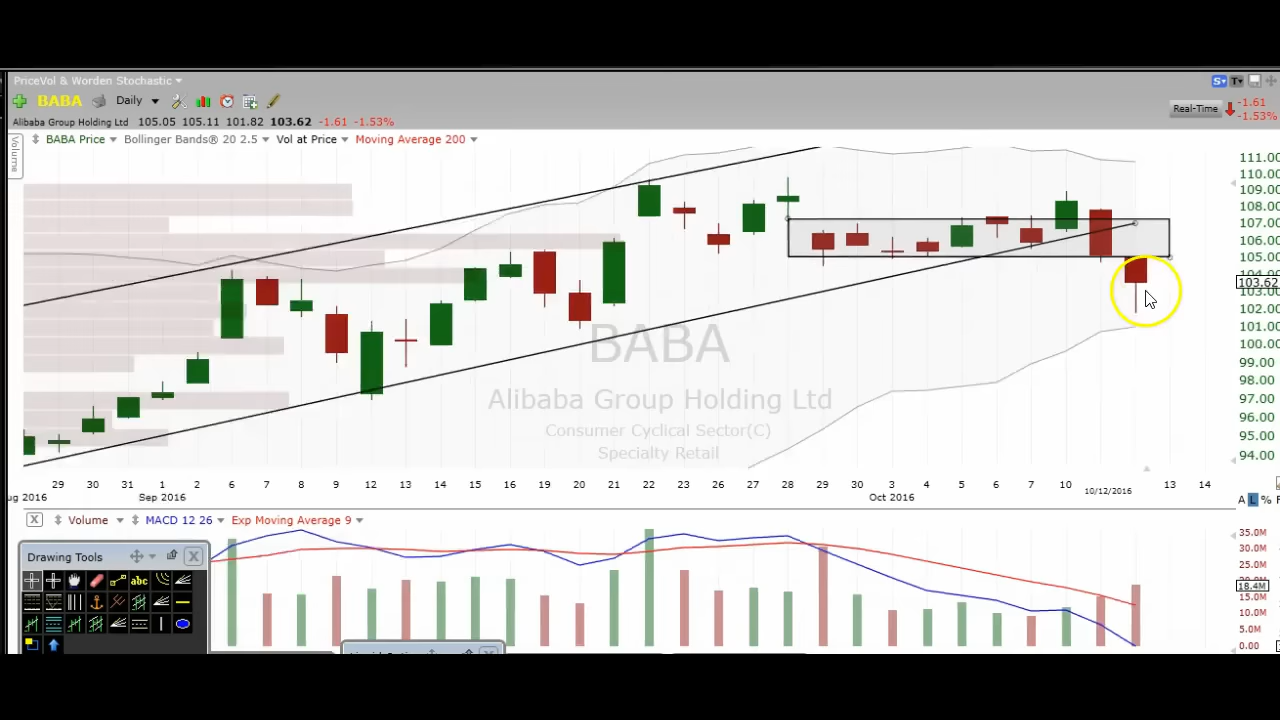 PriceVol & Worden Stochastic
BABA Daily
Real-Time -1.61
-1.53%
Alibaba Group Holding Ltd 105.05 105.11 101.82 103.62 -1.61 -1.53%
Volume
BABA Price Bollinger Bands® 20 2.5 Vol at Price Moving Average 200
111.00
110.00
109.00
108.00
107.00
106.00
105.00
104.00
103.62
103.00
102.00
101.00
100.00
99.00
98.00
97.00
96.00
95.00
94.00
BABA
Alibaba Group Holding Ltd
Consumer Cyclical Sector(C)
Specialty Retail
29 30 31 1 2 6 7 8 9 12 13 14 15 16 19 20 21 22 23 26 27 28 29 30 3 4 5 6 7 10 10/12/2016 13 14
ug 2016 Sep 2016 Oct 2016
A L %
X Volume MACD 12 26 Exp Moving Average 9
35.0M
30.0M
25.0M
18.4M
15.0M
10.0M
5.0M
0.00
Drawing Tools X
abc